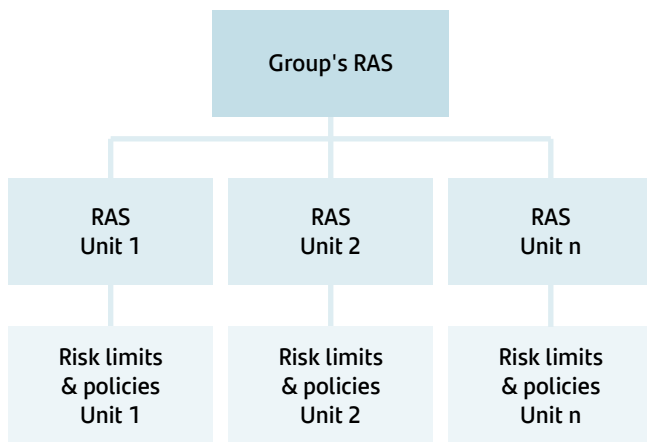 Group's RAS
RAS
Unit 1
RAS
Unit 2
RAS
Unit n
Risk limits
& policies
Unit 1
Risk limits
& policies
Unit 2
Risk limits
& policies
Unit n